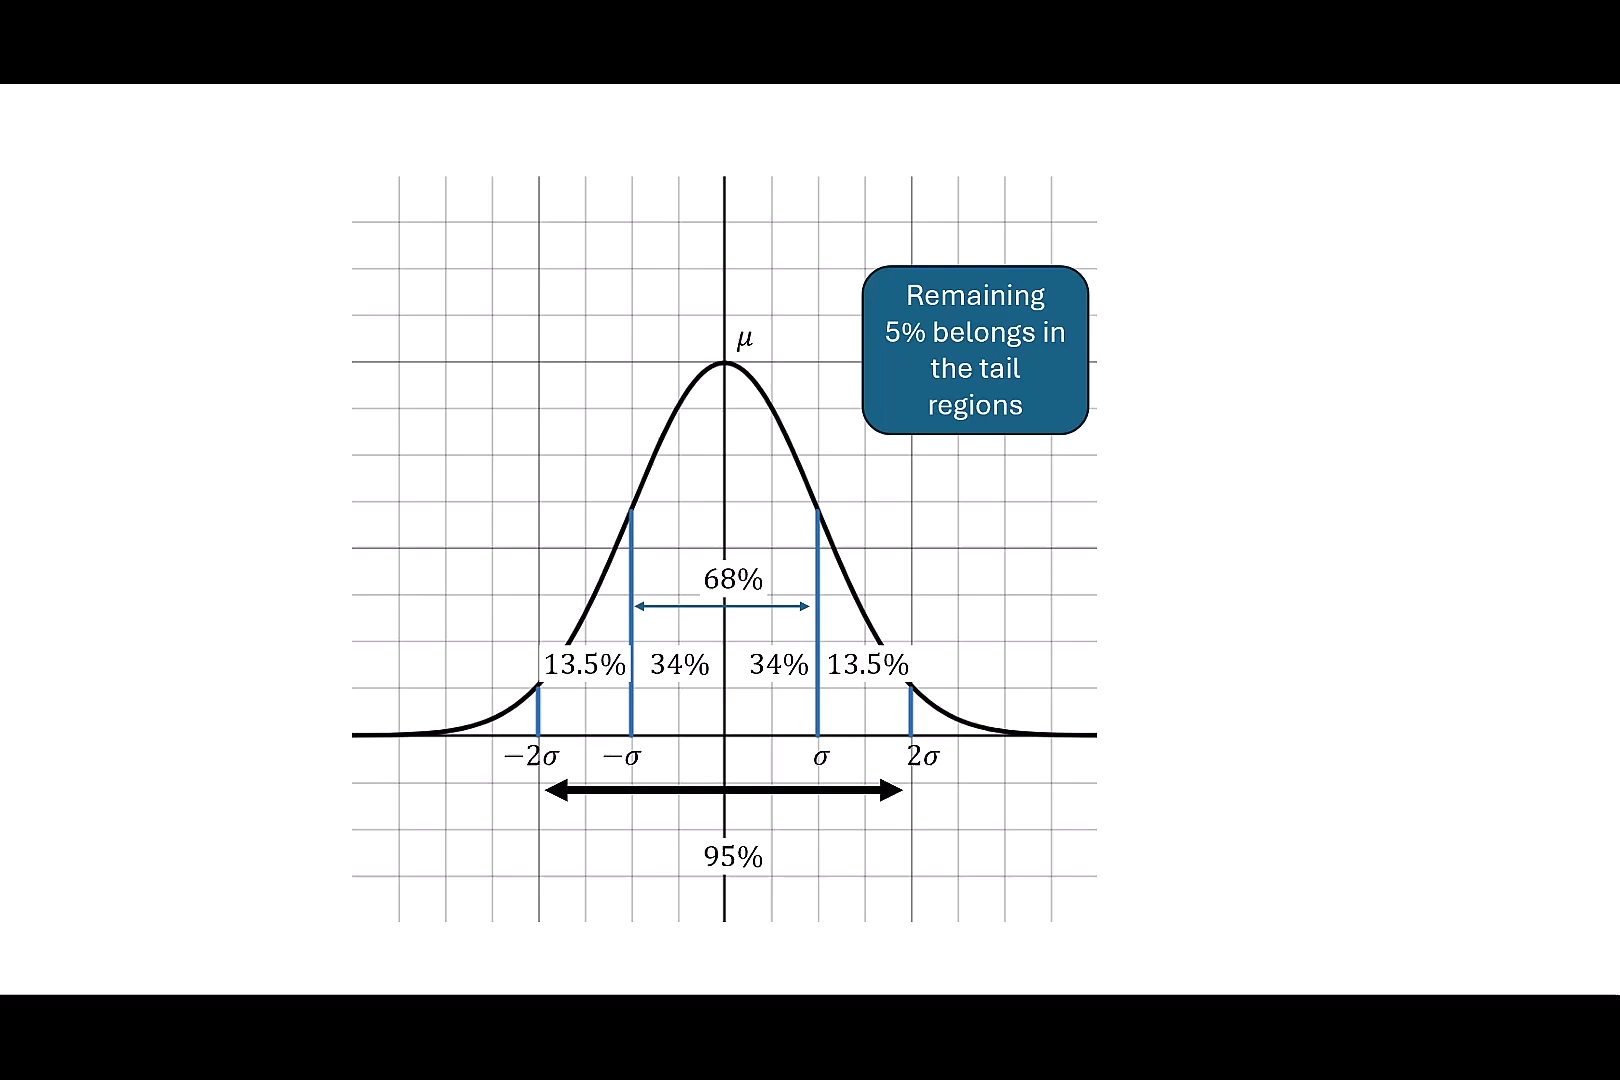 Remaining
5% belongs in
the tail
regions
μ
68%
13.5% 34% 34% 13.5%
−2σ −σ σ 2σ
95%